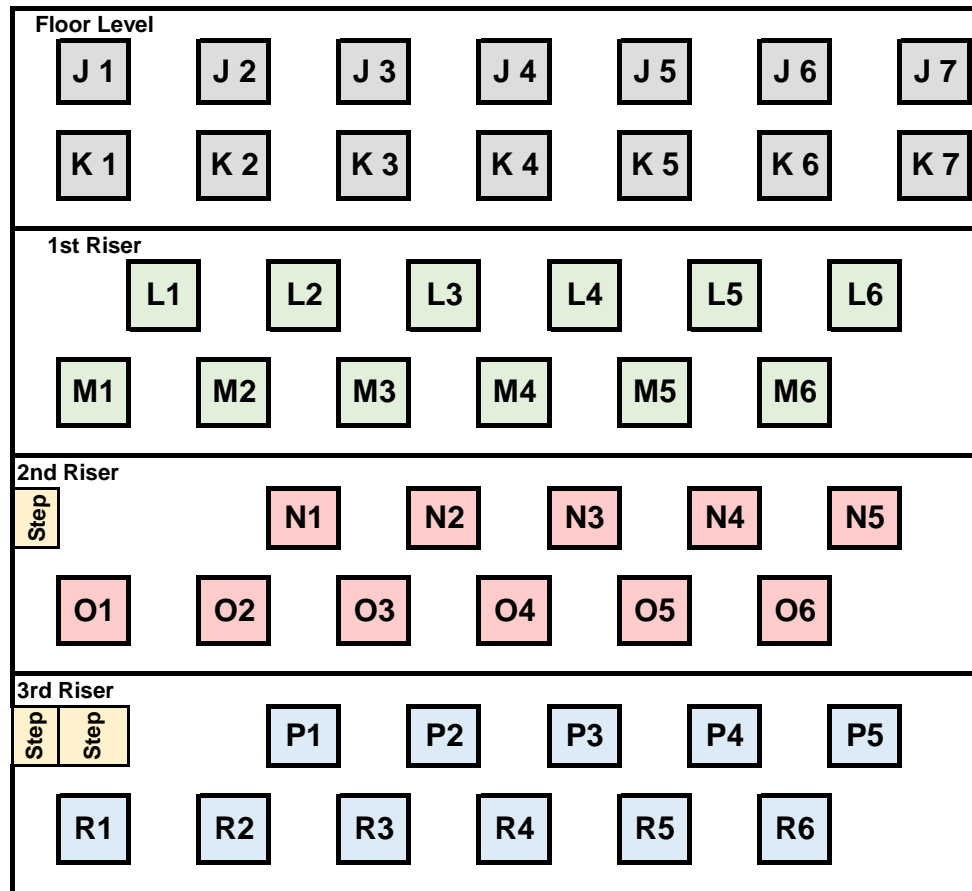 Floor Level
J 1 J 2 J 3 J 4 J 5 J 6 J 7
K 1 K 2 K 3 K 4 K 5 K 6 K 7
1st Riser
L1 L2 L3 L4 L5 L6
M1 M2 M3 M4 M5 M6
2nd Riser
Step N1 N2 N3 N4 N5
O1 O2 O3 O4 O5 O6
3rd Riser
Step Step P1 P2 P3 P4 P5
R1 R2 R3 R4 R5 R6